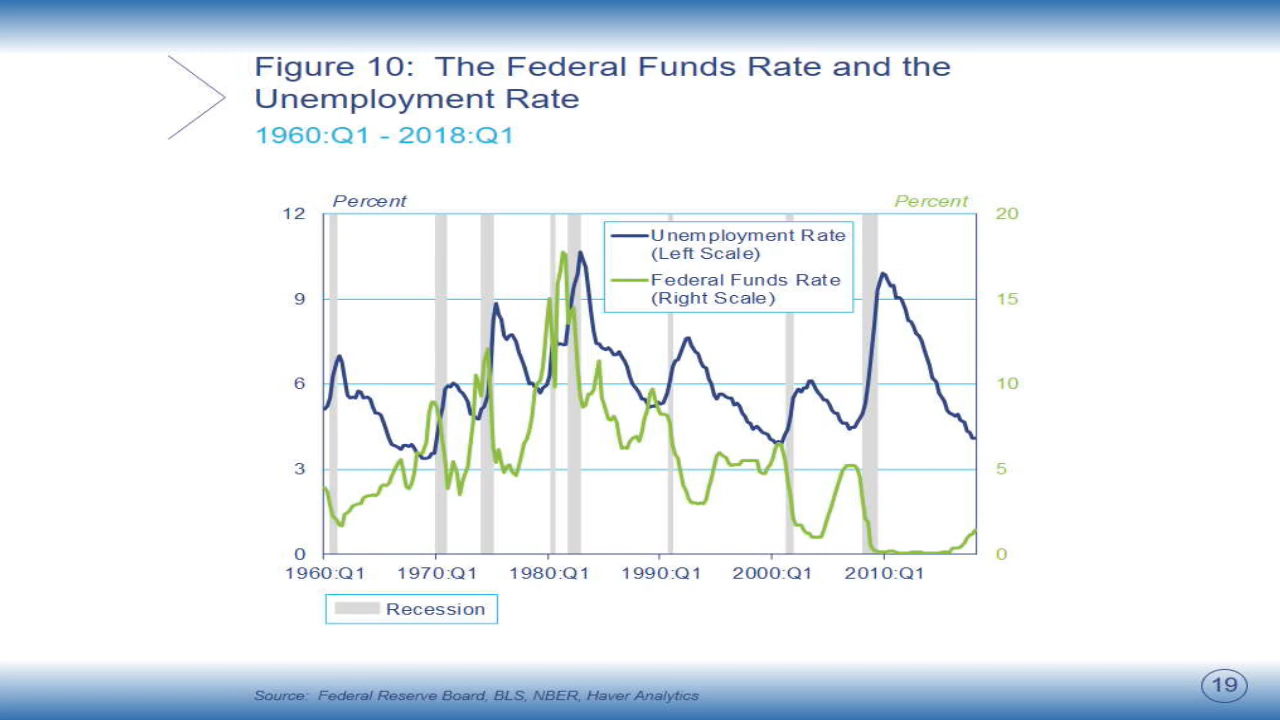 Figure 10: The Federal Funds Rate and the
Unemployment Rate
1960:Q1 - 2018:Q1
Percent Percent
12 20
Unemployment Rate
(Left Scale)
Federal Funds Rate
(Right Scale)
9 15
6 10
3 5
0 0
1960:Q1 1970:Q1 1980:Q1 1990:Q1 2000:Q1 2010:Q1
Recession
Source: Federal Reserve Board, BLS, NBER, Haver Analytics
19